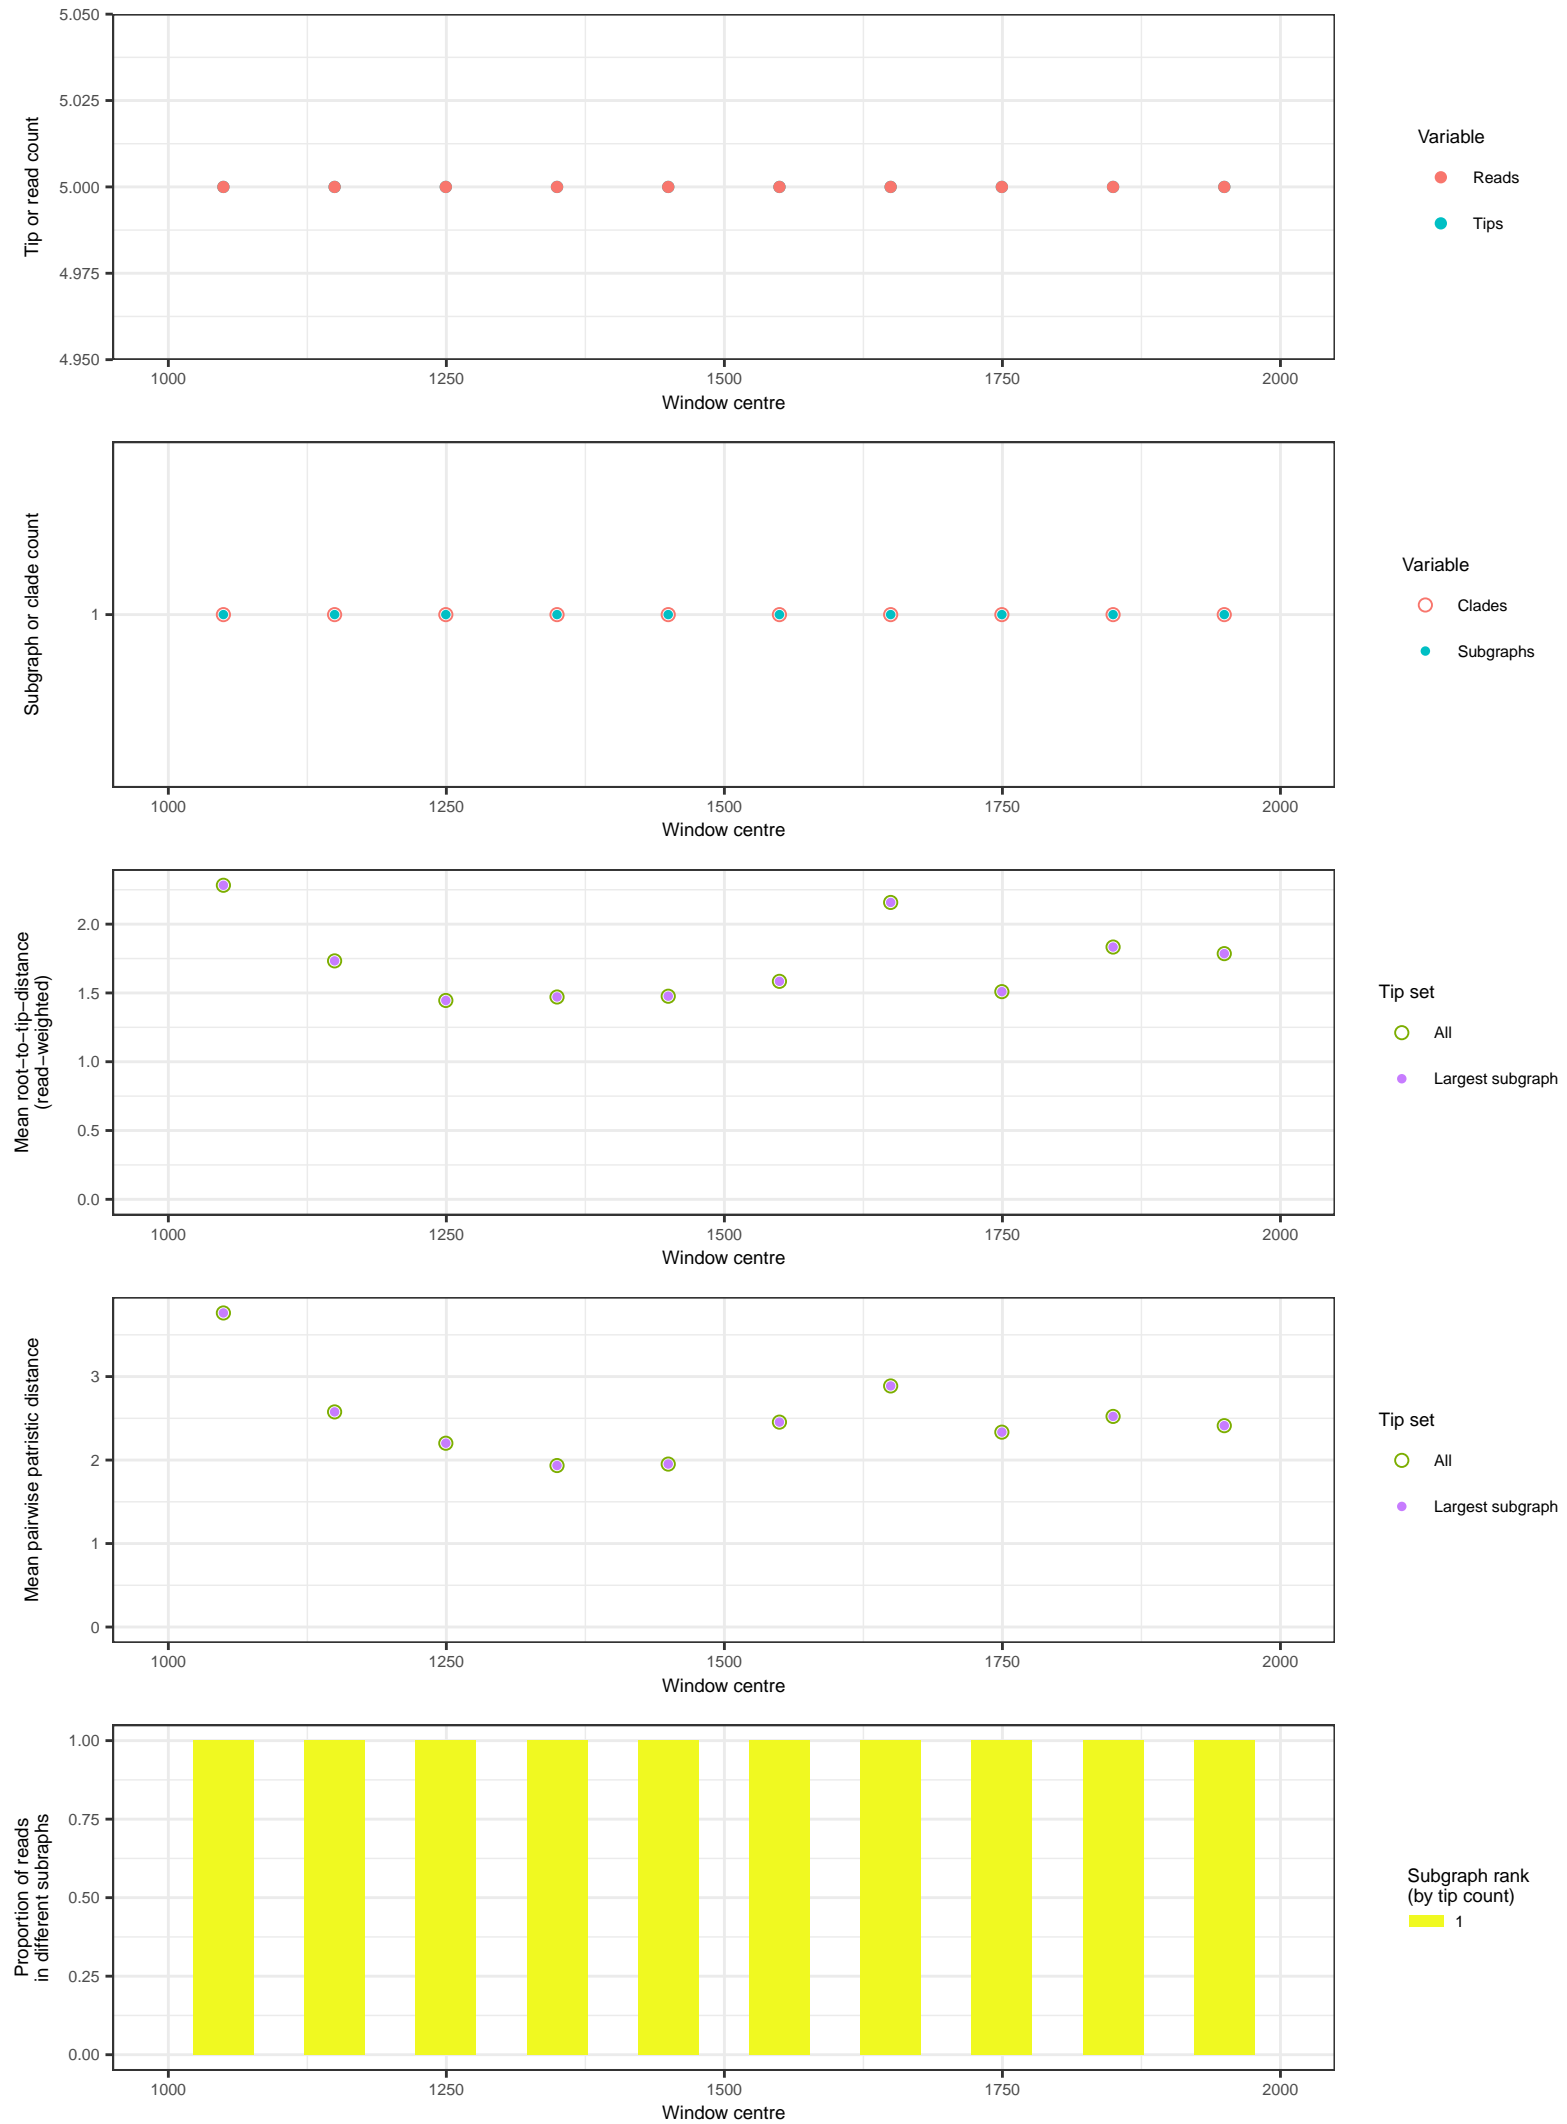 5.050
5.025
5.000
4.975
4.950
Tip or read count
1000 1250 1500 1750 2000
Window centre
Variable
Reads
Tips
1
Subgraph or clade count
1000 1250 1500 1750 2000
Window centre
Variable
Clades
Subgraphs
2.0
1.5
1.0
0.5
0.0
Mean root−to−tip−distance
(read−weighted)
1000 1250 1500 1750 2000
Window centre
Tip set
All
Largest subgraph
3
2
1
0
Mean pairwise patristic distance
1000 1250 1500 1750 2000
Window centre
Tip set
All
Largest subgraph
1.00
0.75
0.50
0.25
0.00
Proportion of reads
in different subraphs
1000 1250 1500 1750 2000
Window centre
Subgraph rank
(by tip count)
1